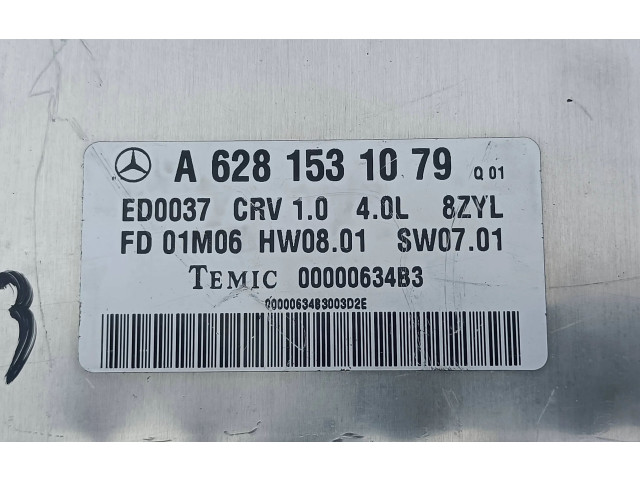 A 628 153 10 79 Q 01
ED0037 CRV 1.0 4.0L 8ZYL
FD 01M06 HW08.01 SW07.01
TEMIC 00000634B3
00000634B3003D2E
3